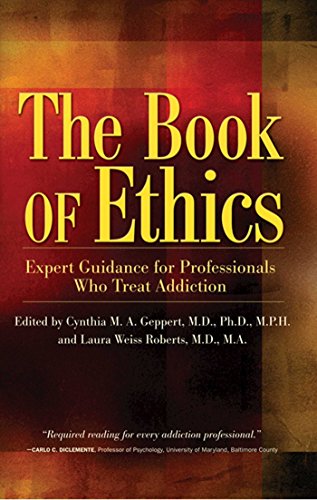 The Book
OF Ethics
Expert Guidance for Professionals
Who Treat Addiction
Edited by Cynthia M. A. Geppert, M.D., Ph.D., M.P.H.
and Laura Weiss Roberts, M.D., M.A.
"Required reading for every addiction professional."
—CARLO C. DICLEMENTE, Professor of Psychology, University of Maryland, Baltimore County